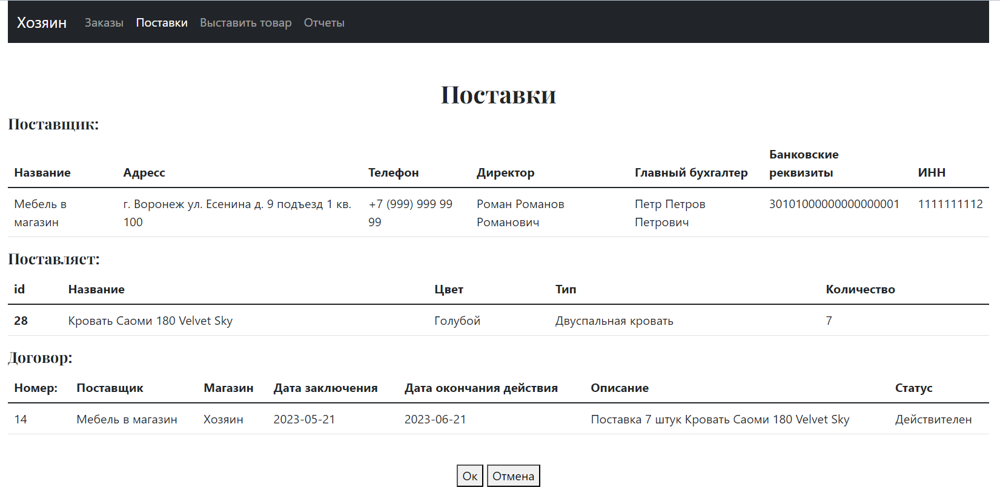 Хозяин Заказы Поставки Выставить товар Отчеты
Поставки
Поставщик:
Название Адресс Телефон Директор Главный бухгалтер Банковские реквизиты ИНН
Мебель в магазин г. Воронеж ул. Есенина д. 9 подъезд 1 кв. 100 +7 (999) 999 99 99 Роман Романов Романович Петр Петров Петрович 30101000000000000001 1111111112
Поставляет:
id Название Цвет Тип Количество
28 Кровать Саоми 180 Velvet Sky Голубой Двуспальная кровать 7
Договор:
Номер: Поставщик Магазин Дата заключения Дата окончания действия Описание Статус
14 Мебель в магазин Хозяин 2023-05-21 2023-06-21 Поставка 7 штук Кровать Саоми 180 Velvet Sky Действителен
Ок Отмена